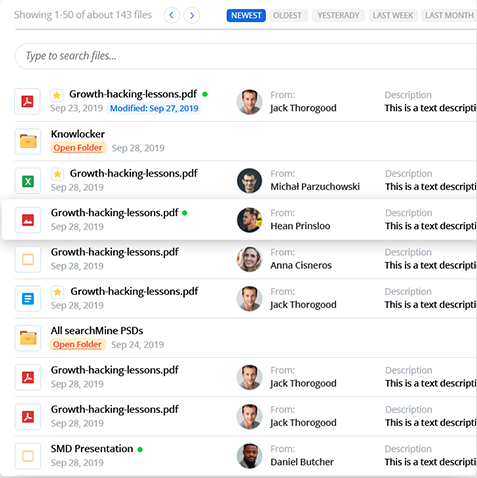 Showing 1-50 of about 143 files NEWEST OLDEST YESTERADY LAST WEEK LAST MONTH
Type to search files...
Growth-hacking-lessons.pdf From: Description
Sep 23, 2019 Modified: Sep 27, 2019 Jack Thorogood This is a text descripti
Knowlocker
Open Folder Sep 28, 2019
Growth-hacking-lessons.pdf From: Description
Sep 28, 2019 Michał Parzuchowski This is a text descripti
Growth-hacking-lessons.pdf From: Description
Sep 28, 2019 Hean Prinsloo This is a text descripti
Growth-hacking-lessons.pdf From: Description
Sep 28, 2019 Anna Cisneros This is a text descripti
Growth-hacking-lessons.pdf From: Description
Sep 28, 2019 Jack Thorogood This is a text descripti
All searchMine PSDs
Open Folder Sep 24, 2019
Growth-hacking-lessons.pdf From: Description
Sep 28, 2019 Jack Thorogood This is a text descripti
Growth-hacking-lessons.pdf From: Description
Sep 28, 2019 Jack Thorogood This is a text descripti
SMD Presentation From: Description
Sep 28, 2019 Daniel Butcher This is a text descripti